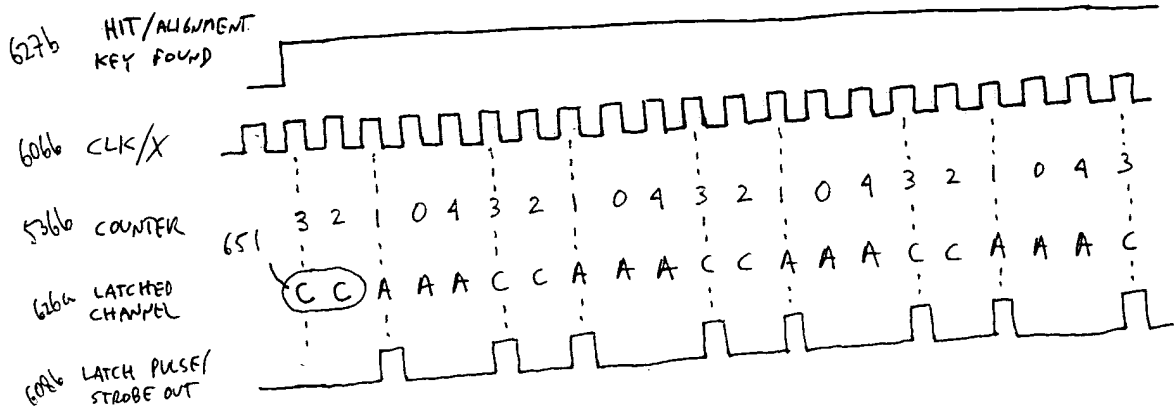 627b HIT/ALIGNMENT
KEY FOUND
606b CLK/X
536b COUNTER 3 2 1 0 4 3 2 1 0 4 3 2 1 0 4 3 2 1 0 4 3
651
626a LATCHED CHANNEL C C A A A C C A A A C C A A A C C A A A C
608b LATCH PULSE/
STROBE OUT